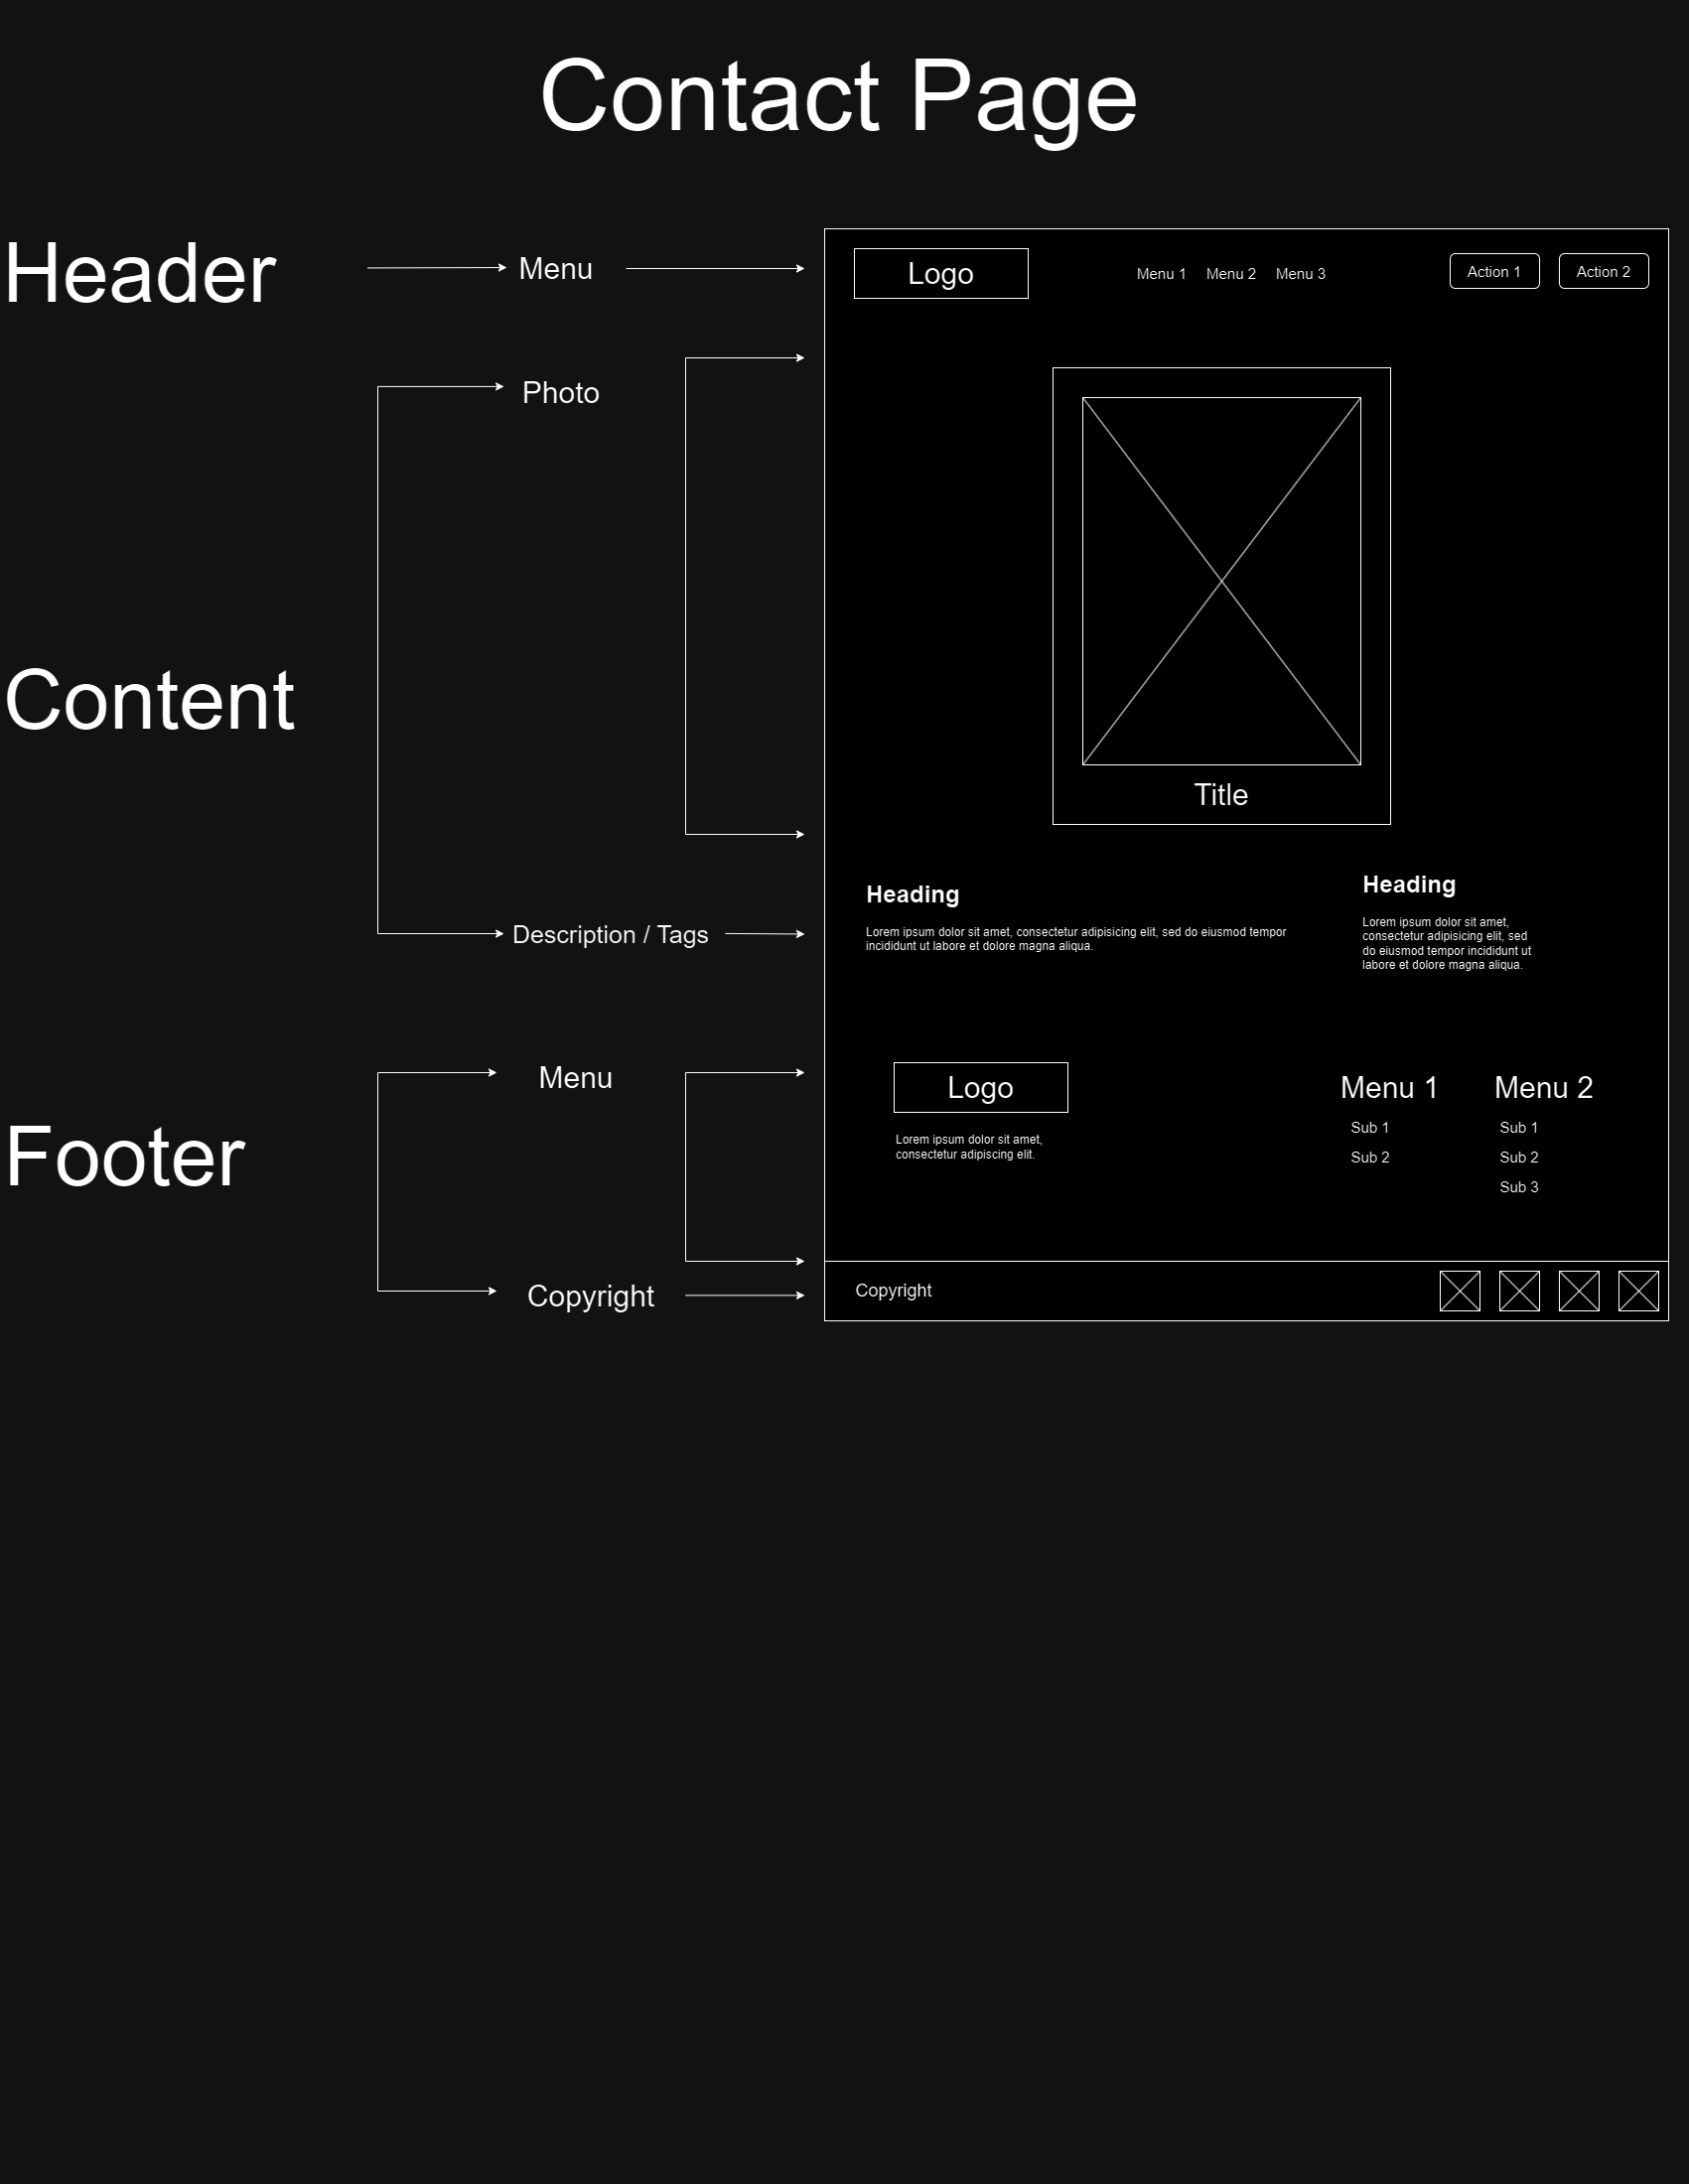 Contact Page
Header
Menu
Logo
Menu 1
Menu 2
Menu 3
Action 1
Action 2
Content
Photo
Title
Description / Tags
Heading
Lorem ipsum dolor sit amet, consectetur adipisicing elit, sed do eiusmod tempor
incididunt ut labore et dolore magna aliqua.
Heading
Lorem ipsum dolor sit amet,
consectetur adipisicing elit, sed
do eiusmod tempor incididunt ut
labore et dolore magna aliqua.
Footer
Menu
Logo
Lorem ipsum dolor sit amet,
consectetur adipiscing elit.
Menu 1
Sub 1
Sub 2
Menu 2
Sub 1
Sub 2
Sub 3
Copyright
Copyright